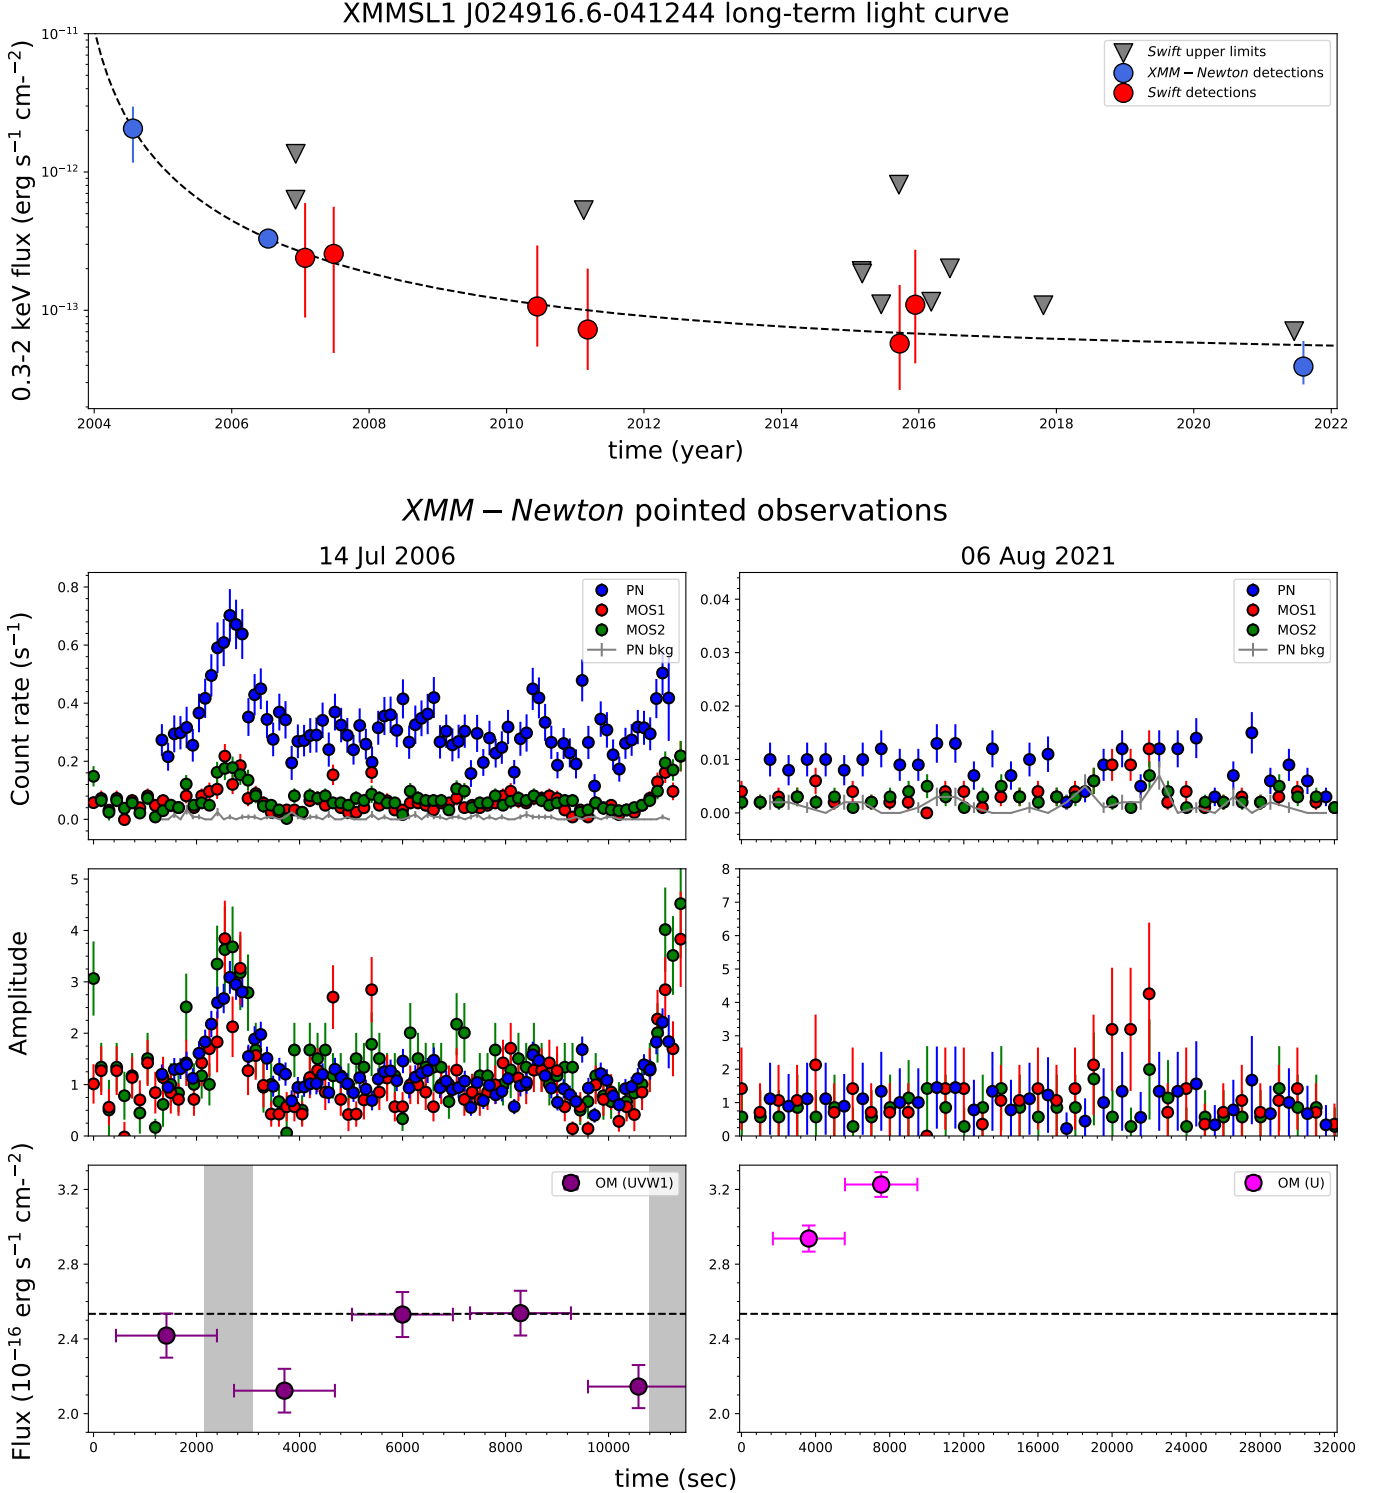 XMMSL1 J024916.6-041244 long-term light curve
0.3-2 keV flux (erg s⁻¹ cm-⁻²)
10⁻¹¹
10⁻¹²
10⁻¹³
Swift upper limits
XMM − Newton detections
Swift detections
2004 2006 2008 2010 2012 2014 2016 2018 2020 2022
time (year)
XMM − Newton pointed observations
14 Jul 2006
Count rate (s⁻¹)
0.8
0.6
0.4
0.2
0.0
PN
MOS1
MOS2
PN bkg
06 Aug 2021
0.04
0.03
0.02
0.01
0.00
PN
MOS1
MOS2
PN bkg
Amplitude
5
4
3
2
1
0
8
7
6
5
4
3
2
1
0
Flux (10⁻¹⁶ erg s⁻¹ cm-⁻²)
3.2
2.8
2.4
2.0
OM (UVW1)
0 2000 4000 6000 8000 10000
3.2
2.8
2.4
2.0
OM (U)
0 4000 8000 12000 16000 20000 24000 28000 32000
time (sec)